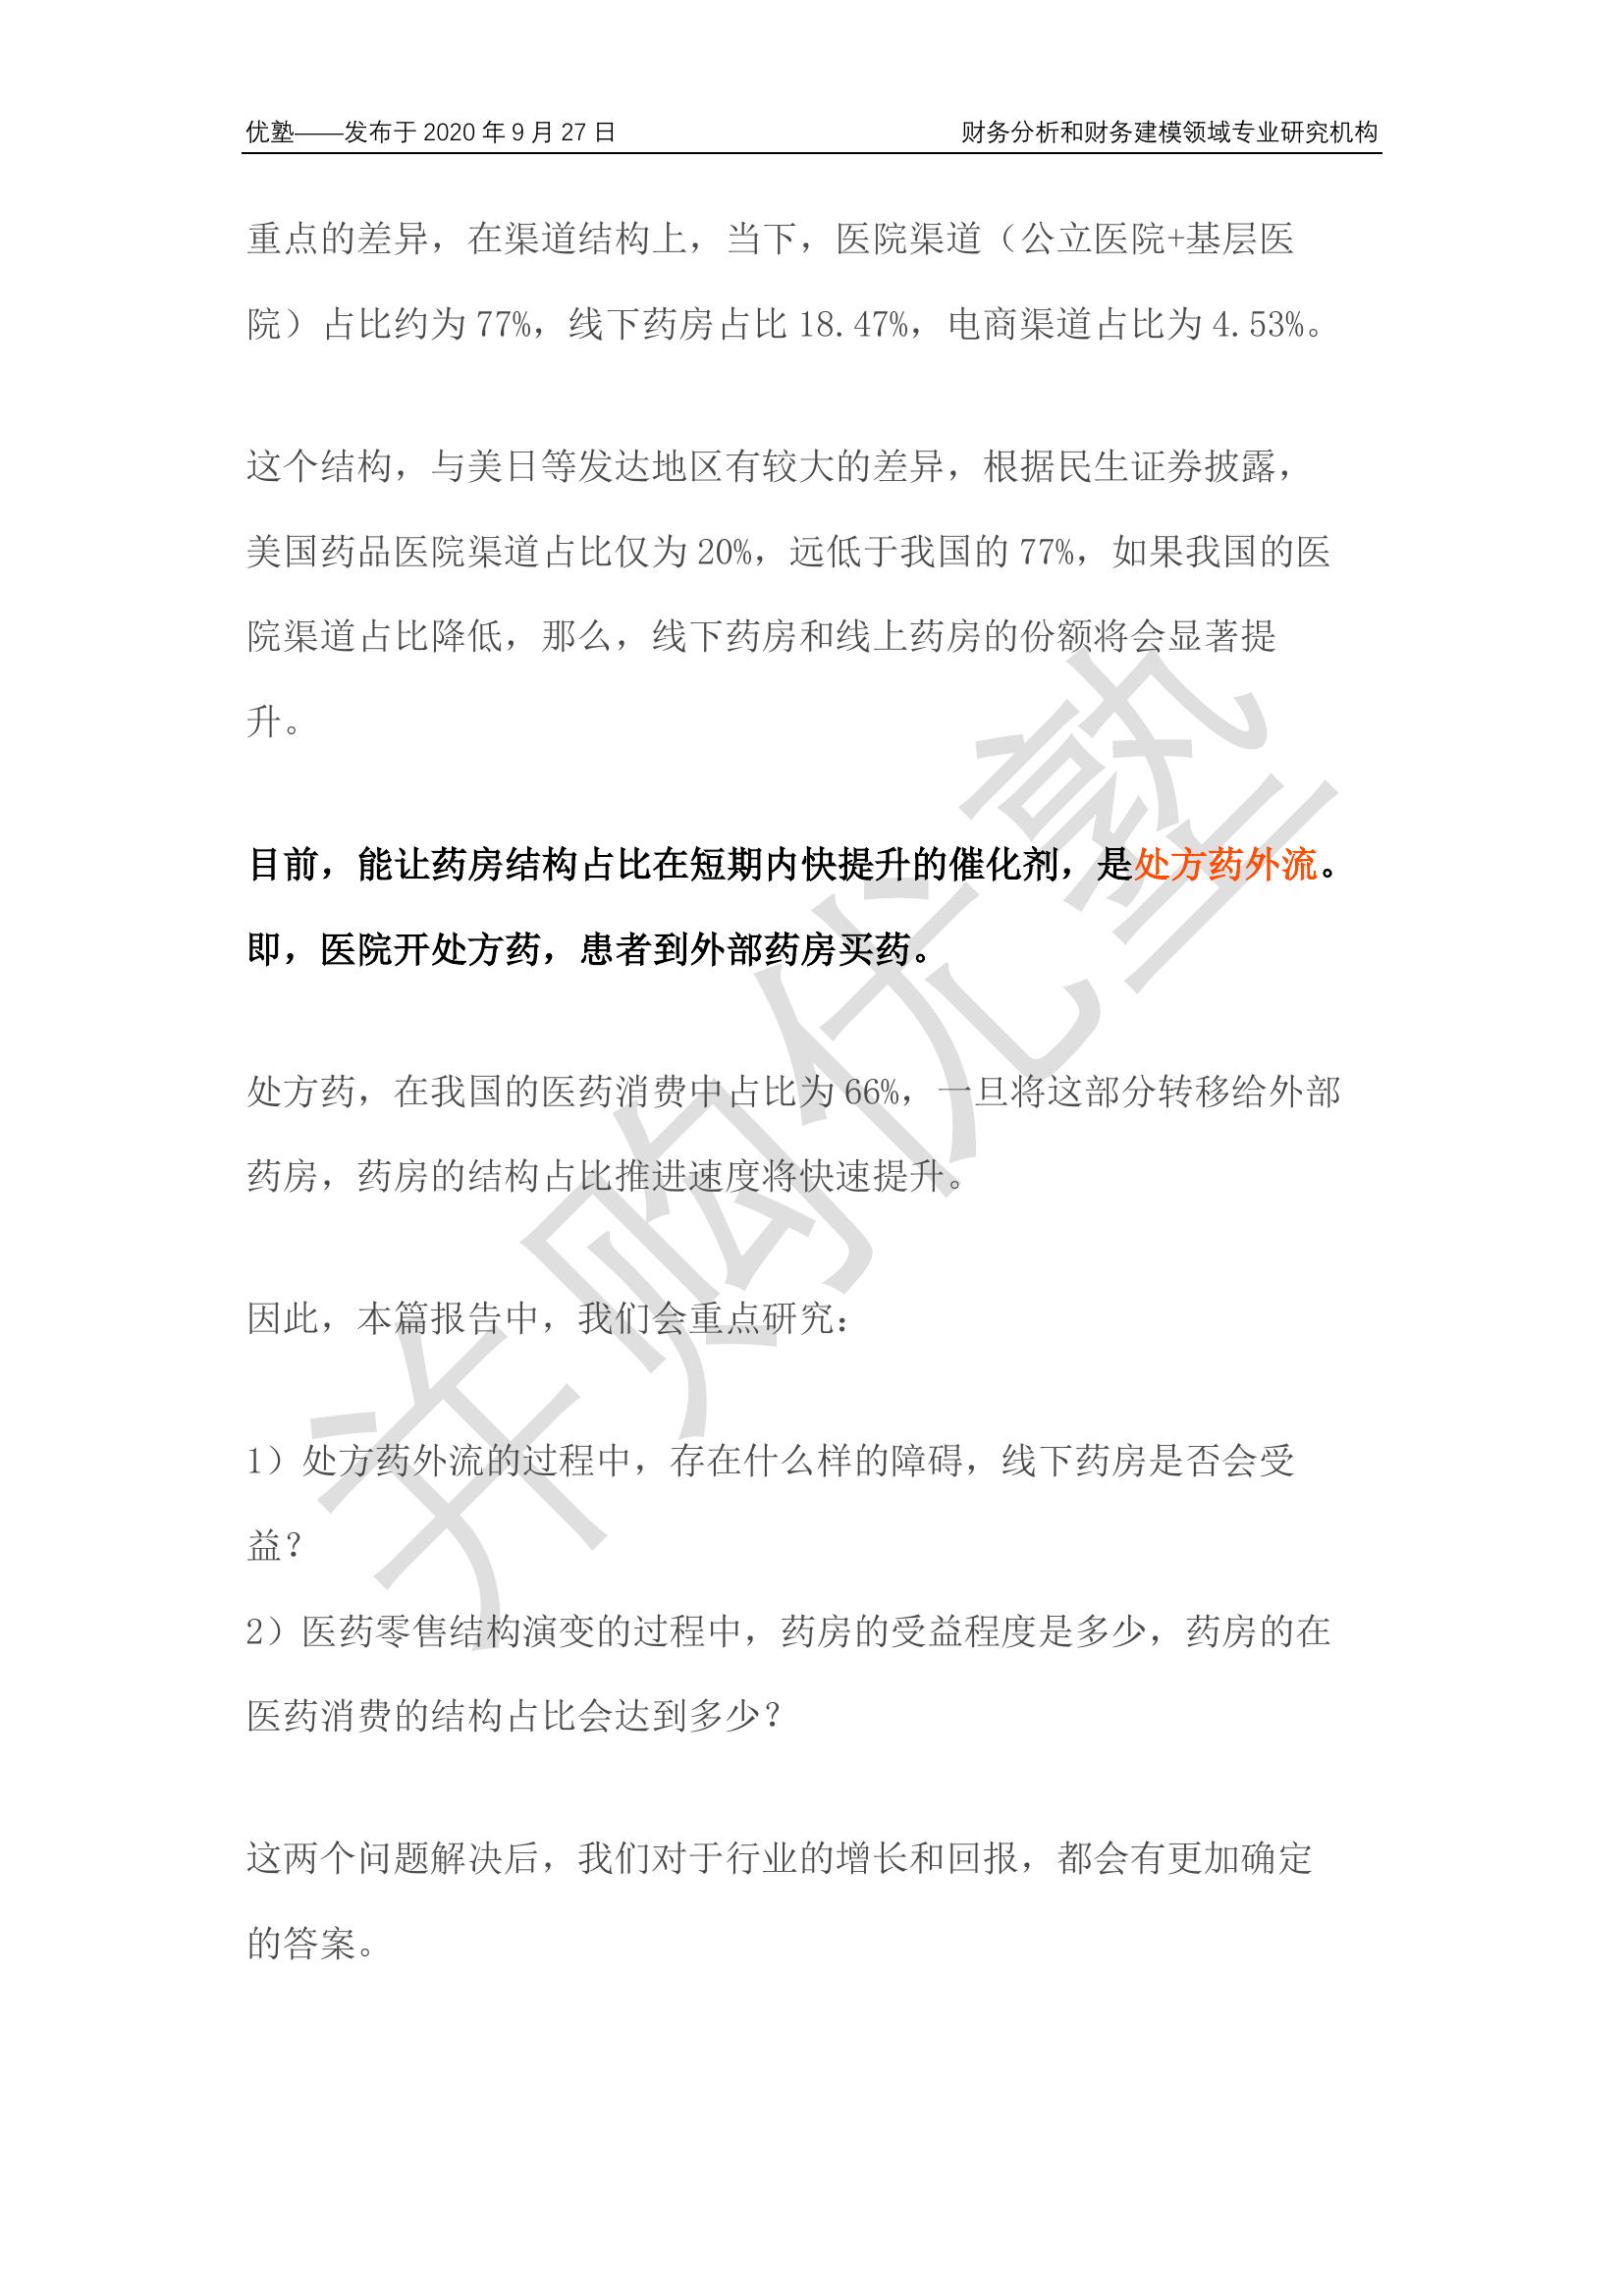 优塾——发布于 2020 年 9 月 27 日
财务分析和财务建模领域专业研究机构
重点的差异，在渠道结构上，当下，医院渠道（公立医院+基层医
院）占比约为 77%，线下药房占比 18.47%，电商渠道占比为 4.53%。
这个结构，与美日等发达地区有较大的差异，根据民生证券披露，
美国药品医院渠道占比仅为 20%，远低于我国的 77%，如果我国的医
院渠道占比降低，那么，线下药房和线上药房的份额将会显著提
升。
目前，能让药房结构占比在短期内快提升的催化剂，是处方药外流。
即，医院开处方药，患者到外部药房买药。
处方药，在我国的医药消费中占比为 66%，一旦将这部分转移给外部
药房，药房的结构占比推进速度将快速提升。
因此，本篇报告中，我们会重点研究：
1）处方药外流的过程中，存在什么样的障碍，线下药房是否会受
益？
2）医药零售结构演变的过程中，药房的受益程度是多少，药房的在
医药消费的结构占比会达到多少？
这两个问题解决后，我们对于行业的增长和回报，都会有更加确定
的答案。
并购优塾